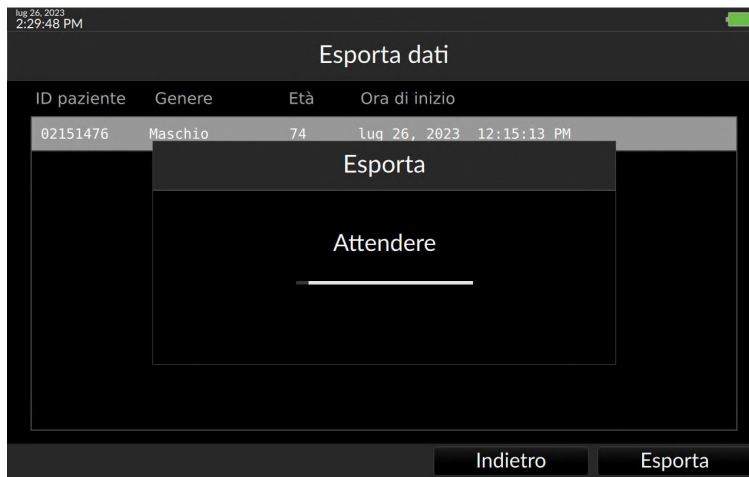 lug 26, 2023
2:29:48 PM
Esporta dati
ID paziente Genere Età Ora di inizio
02151476 Maschio 74 lug 26, 2023 12:15:13 PM
Esporta
Attendere
Indietro Esporta